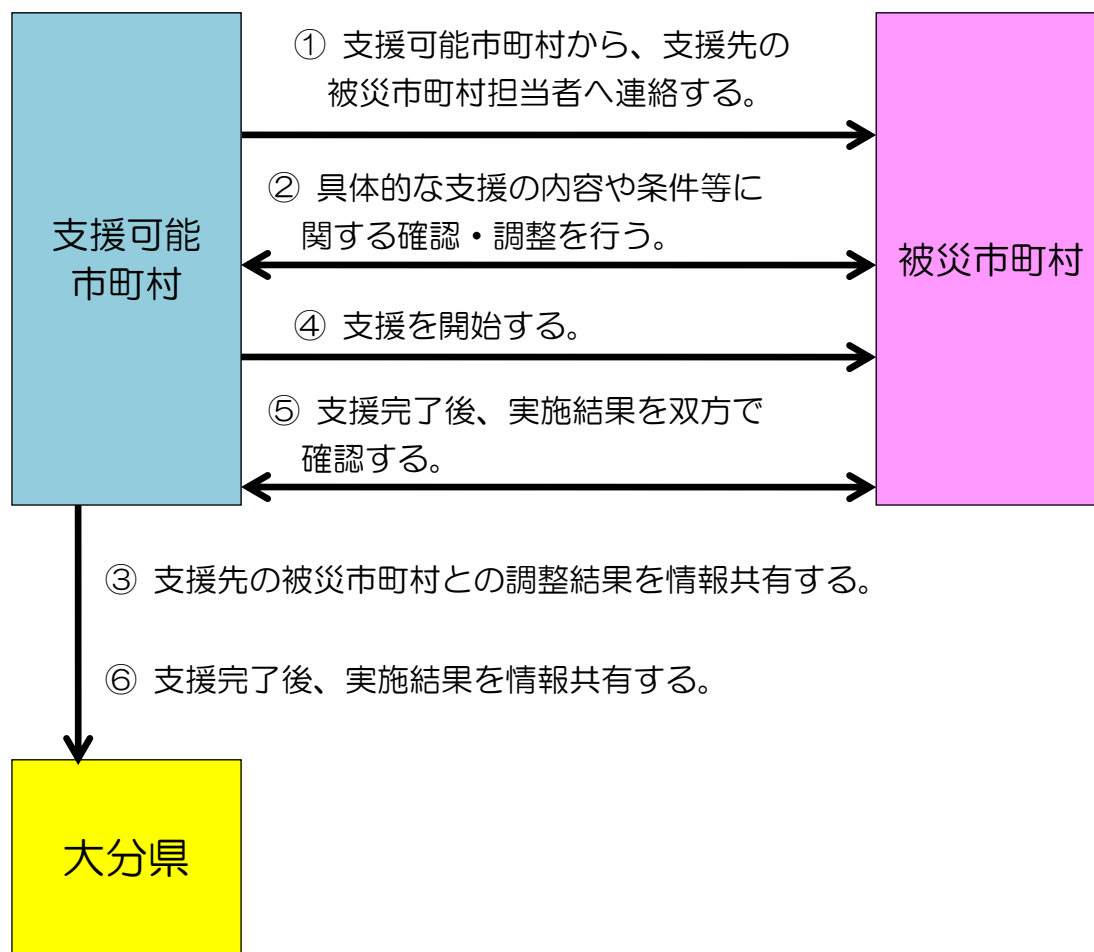 ① 支援可能市町村から、支援先の
被災市町村担当者へ連絡する。
② 具体的な支援の内容や条件等に
関する確認・調整を行う。
支援可能
市町村
被災市町村
④ 支援を開始する。
⑤ 支援完了後、実施結果を双方で
確認する。
③ 支援先の被災市町村との調整結果を情報共有する。
⑥ 支援完了後、実施結果を情報共有する。
大分県